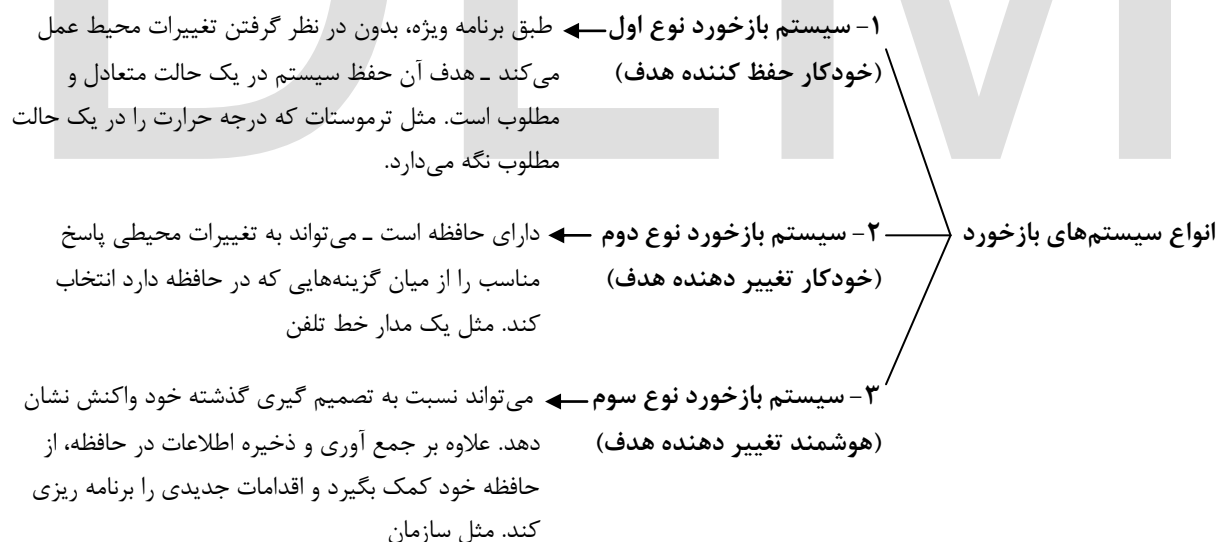 ۱- سیستم بازخورد نوع اول طبق برنامه ویژه، بدون در نظر گرفتن تغییرات محیط عمل
(خودکار حفظ کننده هدف) می‌کند ـ هدف آن حفظ سیستم در یک حالت متعادل و
مطلوب است. مثل ترموستات که درجه حرارت را در یک حالت
مطلوب نگه می‌دارد.
انواع سیستم‌های بازخورد ۲- سیستم بازخورد نوع دوم دارای حافظه است ـ می‌تواند به تغییرات محیطی پاسخ
(خودکار تغییر دهنده هدف) مناسب را از میان گزینه‌هایی که در حافظه دارد انتخاب
کند. مثل یک مدار خط تلفن
۳- سیستم بازخورد نوع سوم می‌تواند نسبت به تصمیم گیری گذشته خود واکنش نشان
(هوشمند تغییر دهنده هدف) دهد. علاوه بر جمع آوری و ذخیره اطلاعات در حافظه، از
حافظه خود کمک بگیرد و اقدامات جدیدی را برنامه ریزی
کند. مثل سازمان